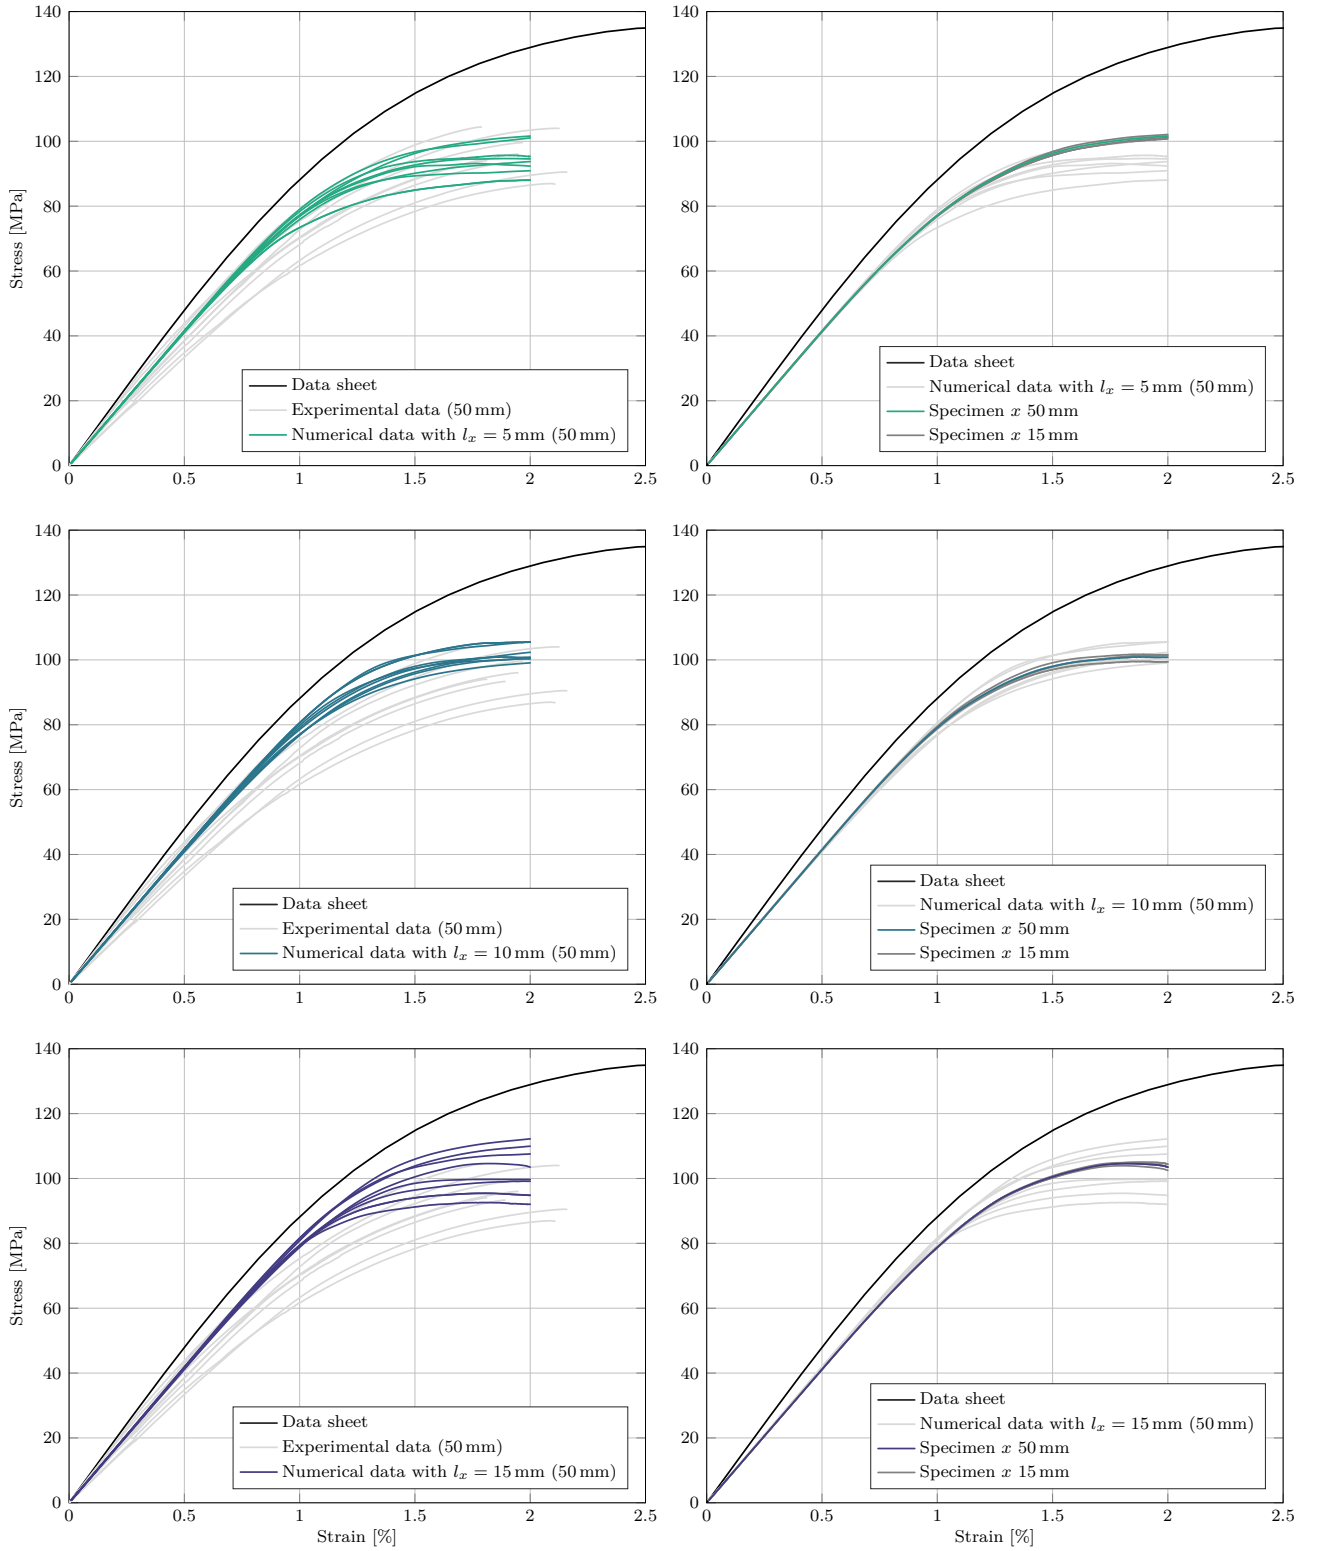 140
120
100
80
60
40
20
0
Stress [MPa]
0 0.5 1 1.5 2 2.5
Data sheet
Experimental data (50 mm)
Numerical data with lₓ = 5 mm (50 mm)
140
120
100
80
60
40
20
0
0 0.5 1 1.5 2 2.5
Data sheet
Numerical data with lₓ = 5 mm (50 mm)
Specimen x 50 mm
Specimen x 15 mm
140
120
100
80
60
40
20
0
Stress [MPa]
0 0.5 1 1.5 2 2.5
Data sheet
Experimental data (50 mm)
Numerical data with lₓ = 10 mm (50 mm)
140
120
100
80
60
40
20
0
0 0.5 1 1.5 2 2.5
Data sheet
Numerical data with lₓ = 10 mm (50 mm)
Specimen x 50 mm
Specimen x 15 mm
140
120
100
80
60
40
20
0
Stress [MPa]
0 0.5 1 1.5 2 2.5
Strain [%]
Data sheet
Experimental data (50 mm)
Numerical data with lₓ = 15 mm (50 mm)
140
120
100
80
60
40
20
0
0 0.5 1 1.5 2 2.5
Strain [%]
Data sheet
Numerical data with lₓ = 15 mm (50 mm)
Specimen x 50 mm
Specimen x 15 mm